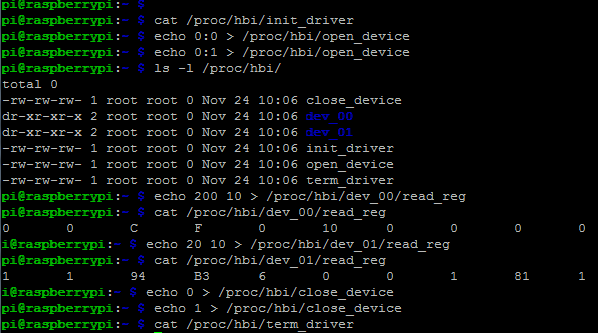 pi@raspberrypi:~ $
pi@raspberrypi:~ $ cat /proc/hbi/init_driver
pi@raspberrypi:~ $ echo 0:0 > /proc/hbi/open_device
pi@raspberrypi:~ $ echo 0:1 > /proc/hbi/open_device
pi@raspberrypi:~ $ ls -l /proc/hbi/
total 0
-rw-rw-rw- 1 root root 0 Nov 24 10:06 close_device
dr-xr-xr-x 2 root root 0 Nov 24 10:06 dev_00
dr-xr-xr-x 2 root root 0 Nov 24 10:06 dev_01
-rw-rw-rw- 1 root root 0 Nov 24 10:06 init_driver
-rw-rw-rw- 1 root root 0 Nov 24 10:06 open_device
-rw-rw-rw- 1 root root 0 Nov 24 10:06 term_driver
pi@raspberrypi:~ $ echo 200 10 > /proc/hbi/dev_00/read_reg
pi@raspberrypi:~ $ cat /proc/hbi/dev_00/read_reg
0 0 C F 0 10 0 0 0 0
i@raspberrypi:~ $ echo 20 10 > /proc/hbi/dev_01/read_reg
pi@raspberrypi:~ $ cat /proc/hbi/dev_01/read_reg
1 1 94 B3 6 0 0 1 81 1
i@raspberrypi:~ $ echo 0 > /proc/hbi/close_device
pi@raspberrypi:~ $ echo 1 > /proc/hbi/close_device
pi@raspberrypi:~ $ cat /proc/hbi/term_driver